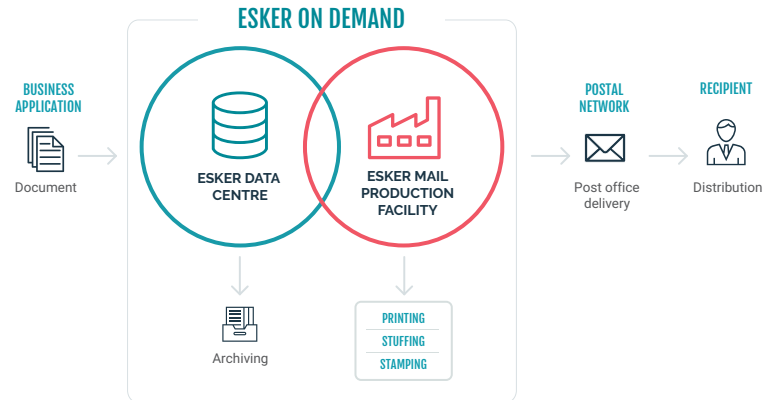 ESKER ON DEMAND
BUSINESS
APPLICATION
Document
ESKER DATA
CENTRE
ESKER MAIL
PRODUCTION
FACILITY
Archiving
PRINTING
STUFFING
STAMPING
POSTAL
NETWORK
Post office
delivery
RECIPIENT
Distribution